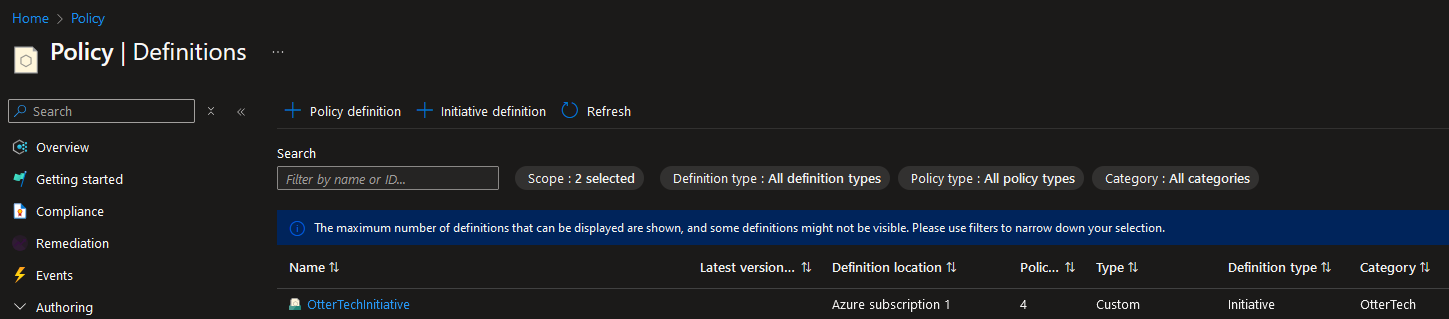 Home > Policy
Policy | Definitions ...
Search
Overview
Getting started
Compliance
Remediation
Events
Authoring
+ Policy definition + Initiative definition Refresh
Search
Filter by name or ID...
Scope : 2 selected Definition type : All definition types Policy type : All policy types Category : All categories
The maximum number of definitions that can be displayed are shown, and some definitions might not be visible. Please use filters to narrow down your selection.
Name Latest version... Definition location Polic... Type Definition type Category
OtterTechInitiative Azure subscription 1 4 Custom Initiative OtterTech